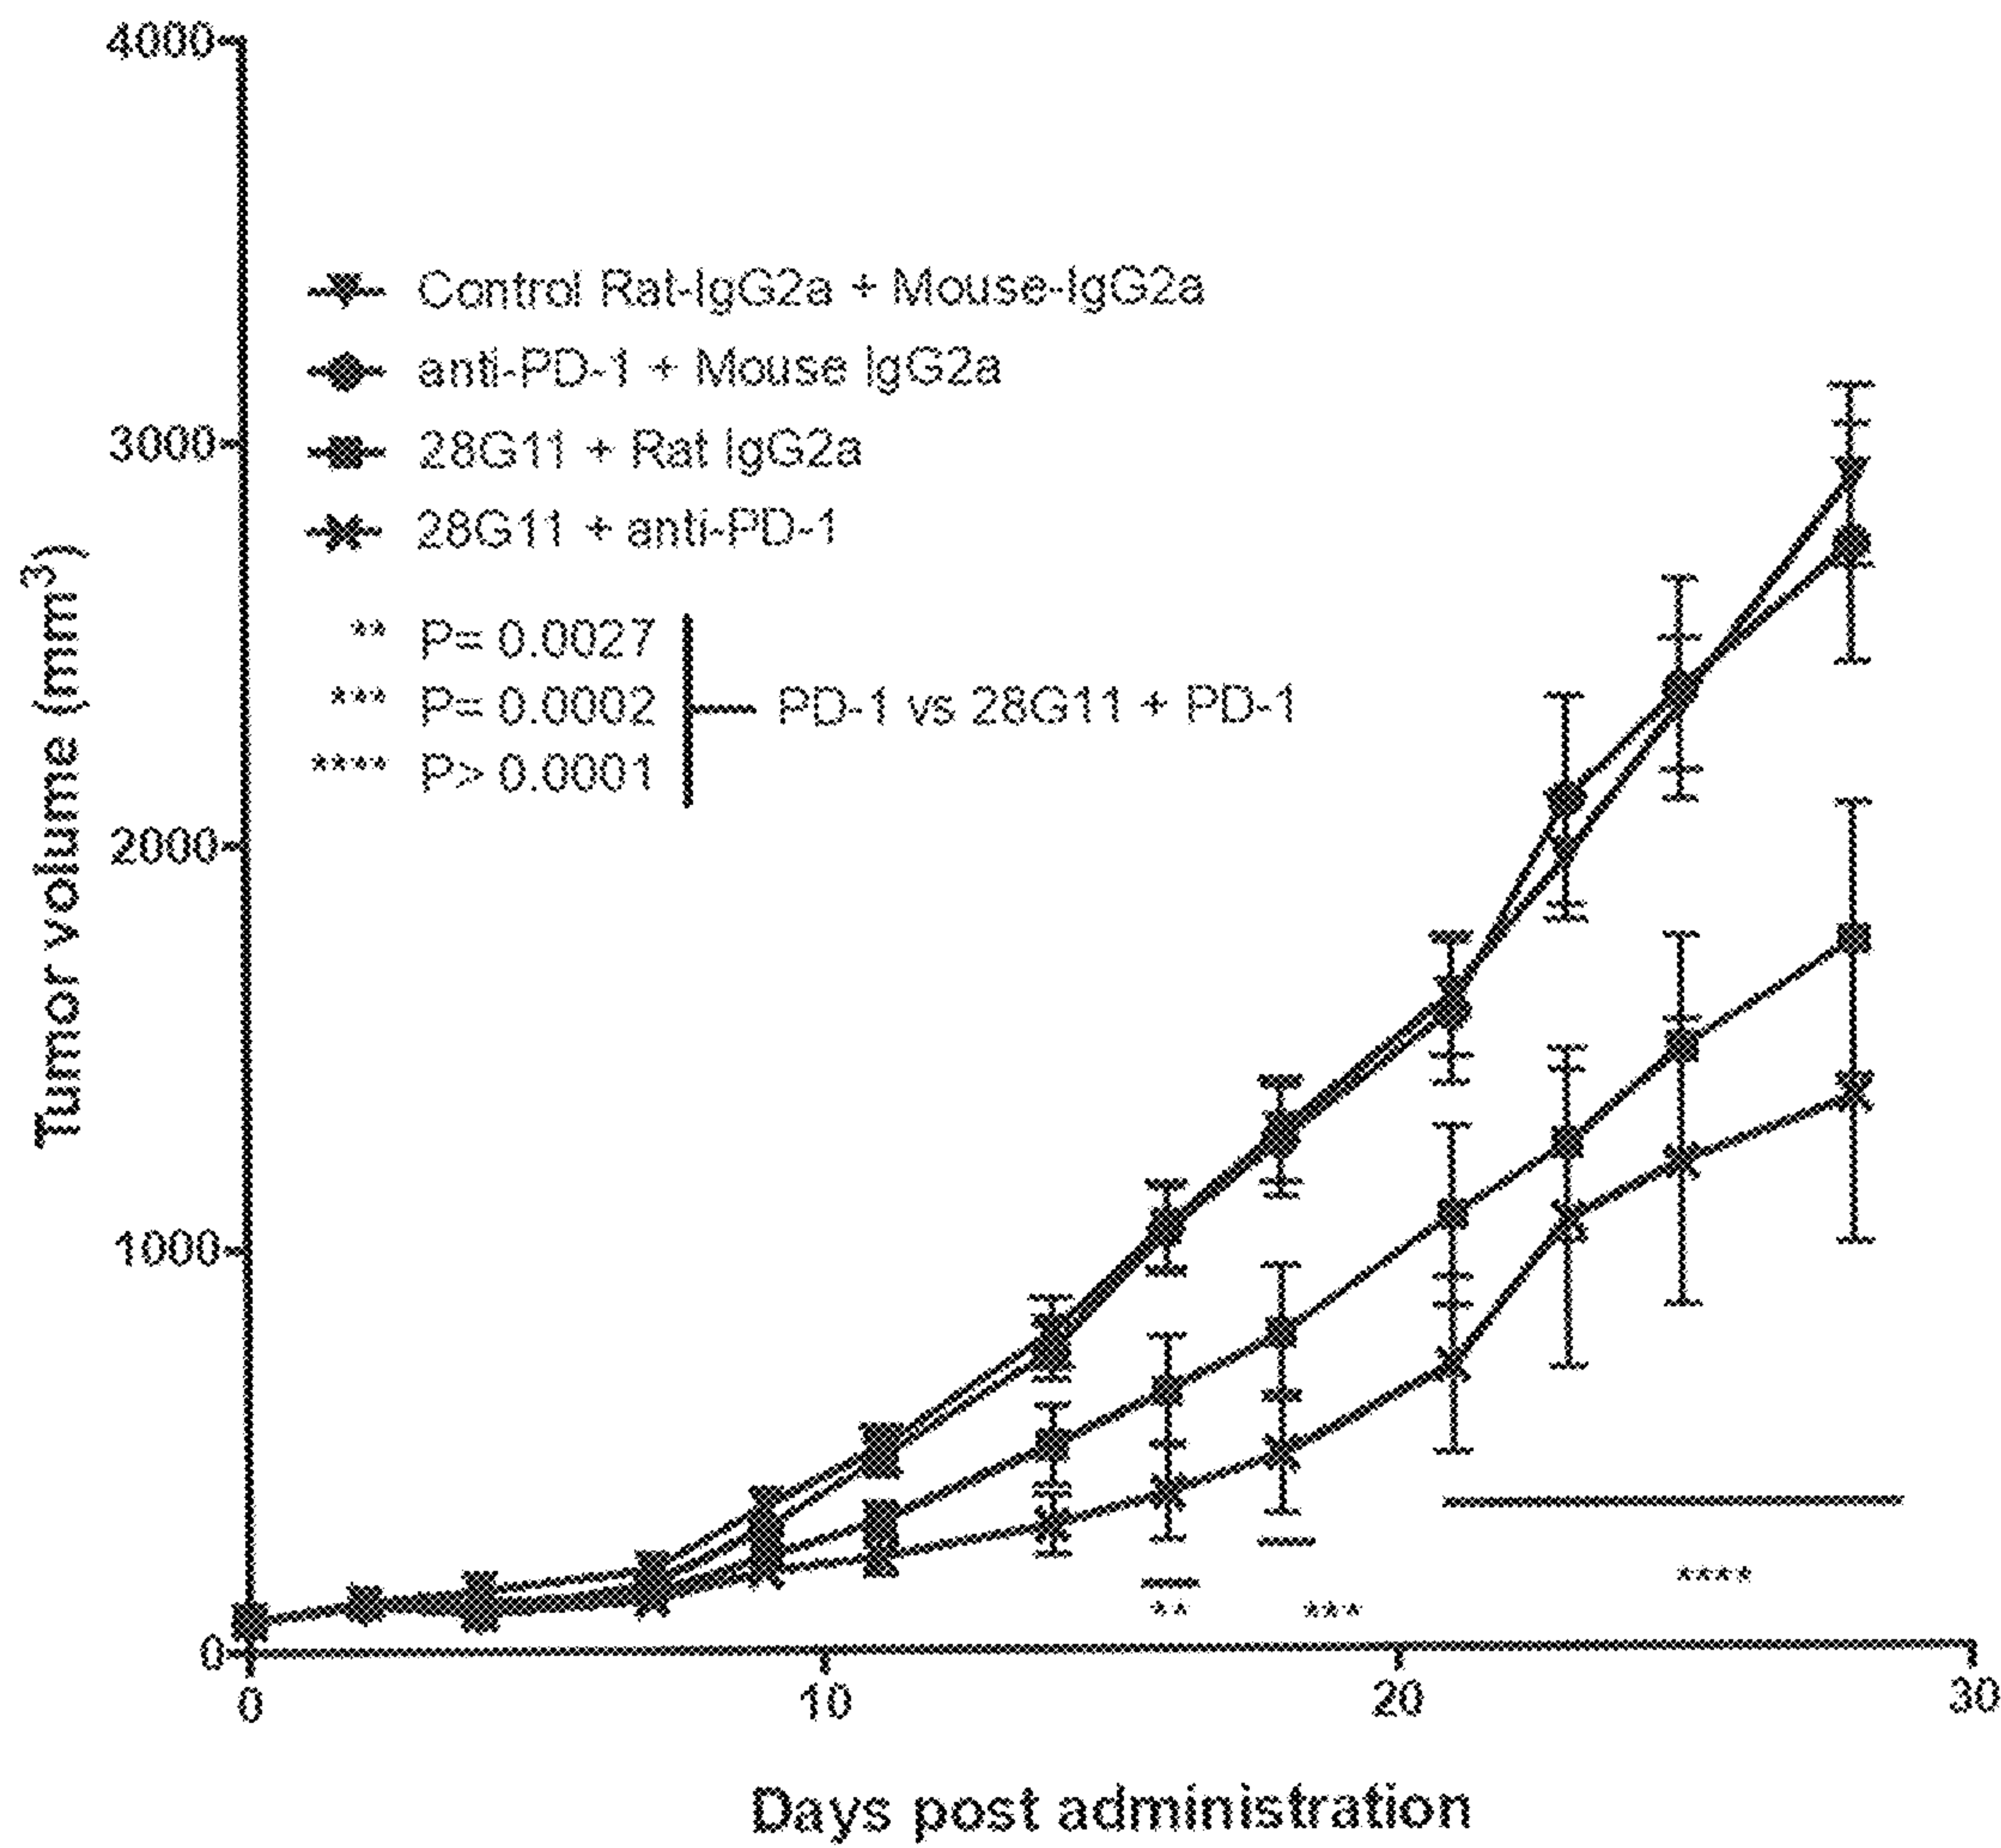 4000
3000
2000
1000
0
Tumor volume (mm³)
Control Rat-IgG2a + Mouse-IgG2a
anti-PD-1 + Mouse IgG2a
28G11 + Rat IgG2a
28G11 + anti-PD-1
** P= 0.0027
*** P= 0.0002
**** P> 0.0001
PD-1 vs 28G11 + PD-1
**
***
****
0
10
20
30
Days post administration